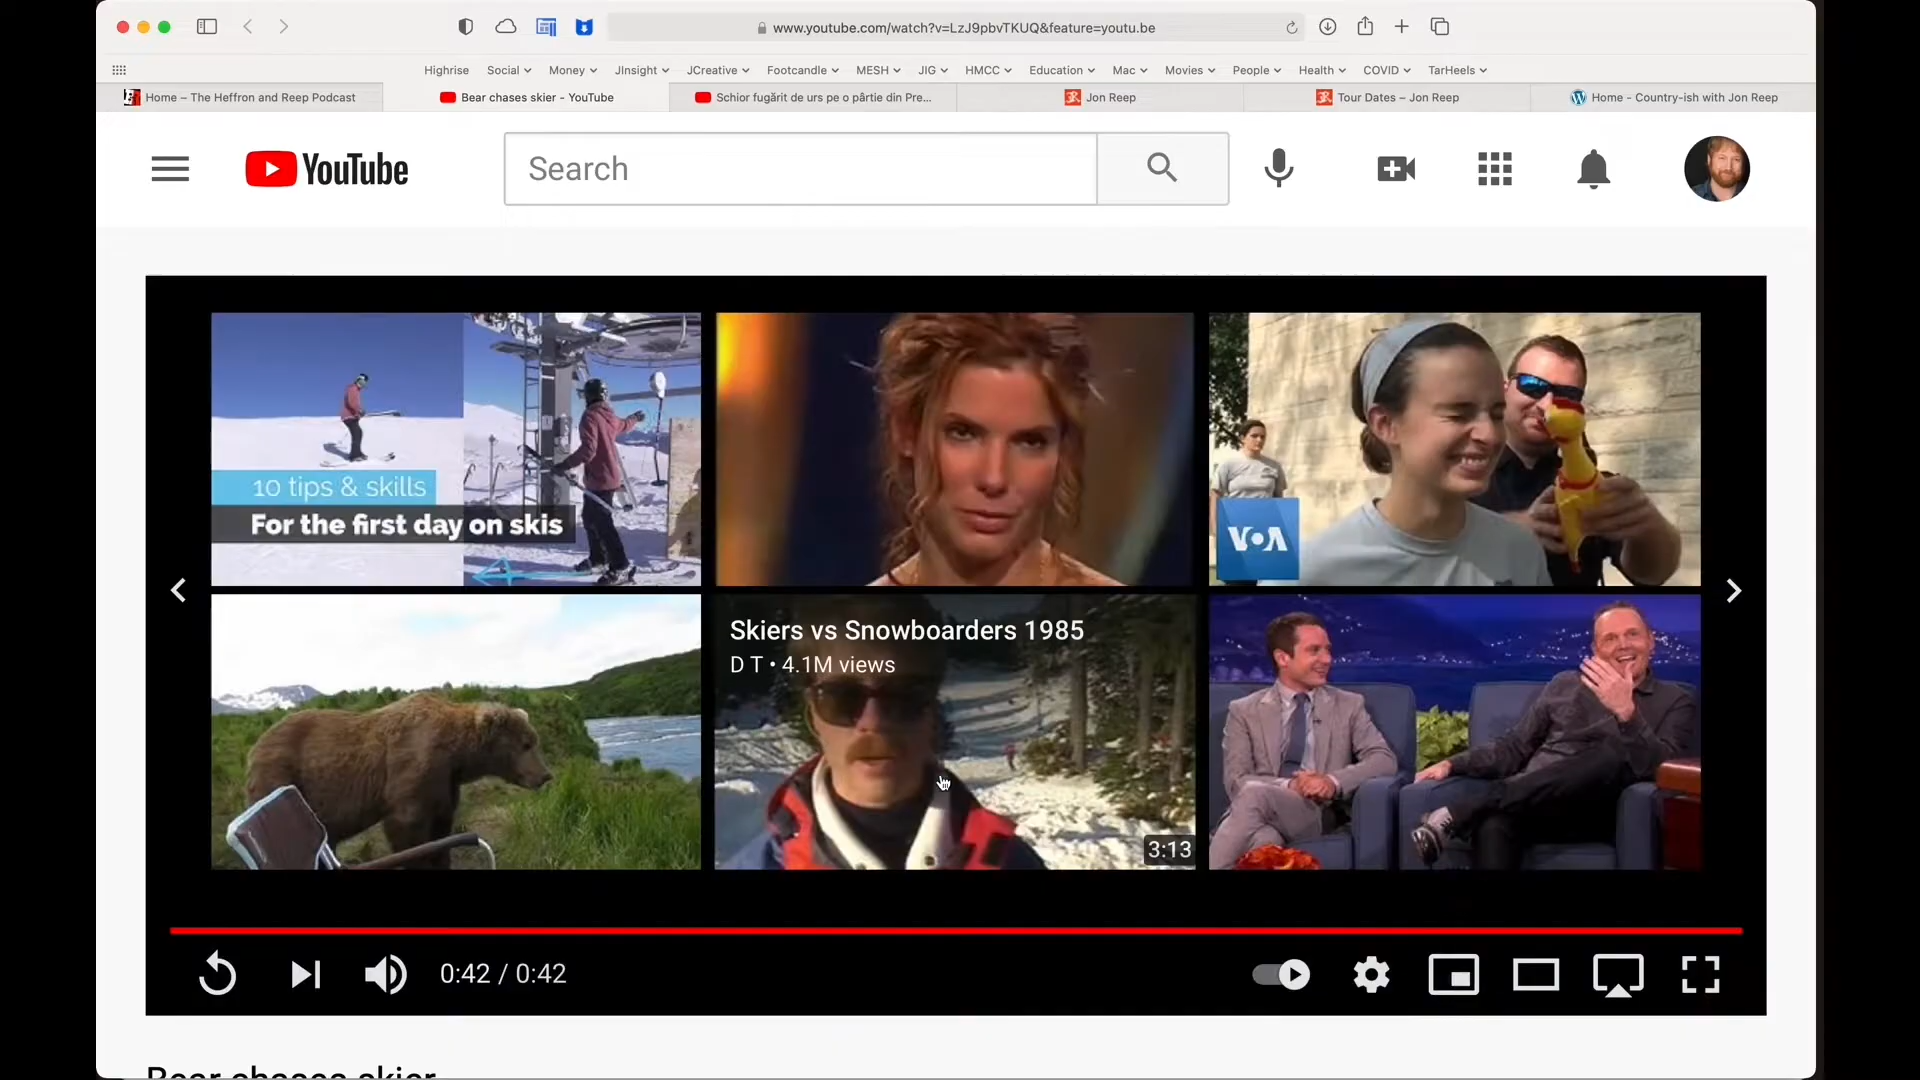 www.youtube.com/watch?v=LzJ9pbvTKUQ&feature=youtu.be
Highrise Social Money JInsight JCreative Footcandle MESH JIG HMCC Education Mac Movies People Health COVID TarHeels
Home – The Heffron and Reep Podcast
Bear chases skier - YouTube
Schior fugărit de urs pe o pârtie din Pre...
Jon Reep
Tour Dates – Jon Reep
Home - Country-ish with Jon Reep
YouTube
Search
10 tips & skills
For the first day on skis
VOA
Skiers vs Snowboarders 1985
D T • 4.1M views
3:13
0:42 / 0:42
Bear chases skier